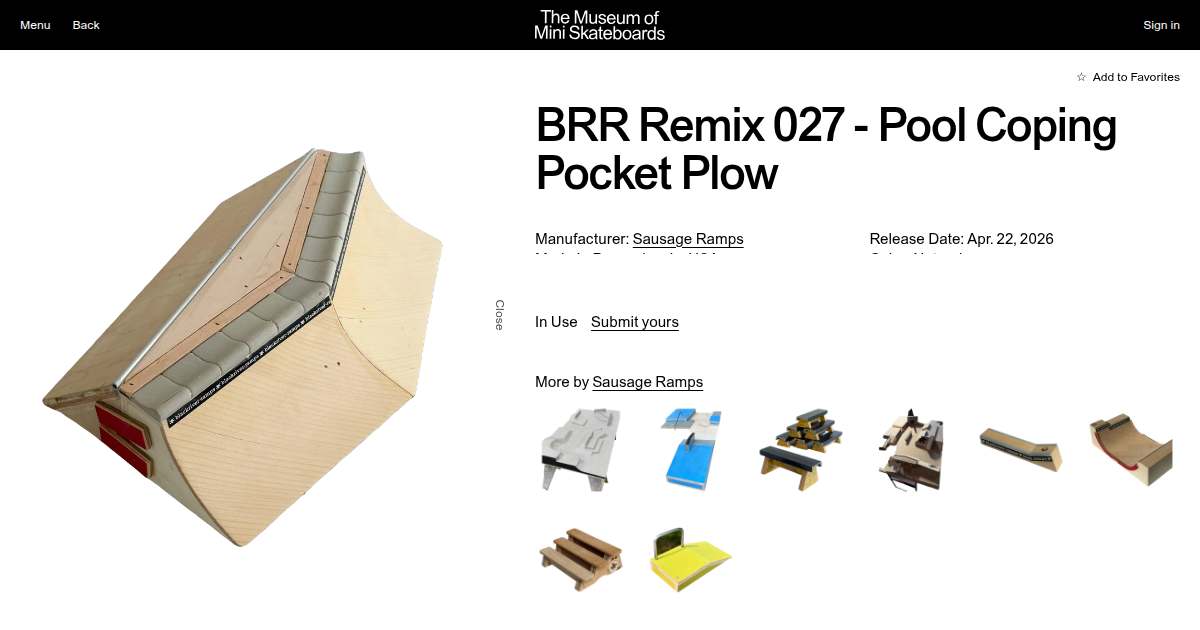 Menu
Back
The Museum of
Mini Skateboards
Sign in
☆ Add to Favorites
BRR Remix 027 - Pool Coping
Pocket Plow
Manufacturer: Sausage Ramps
Release Date: Apr. 22, 2026
Close
In Use
Submit yours
More by Sausage Ramps